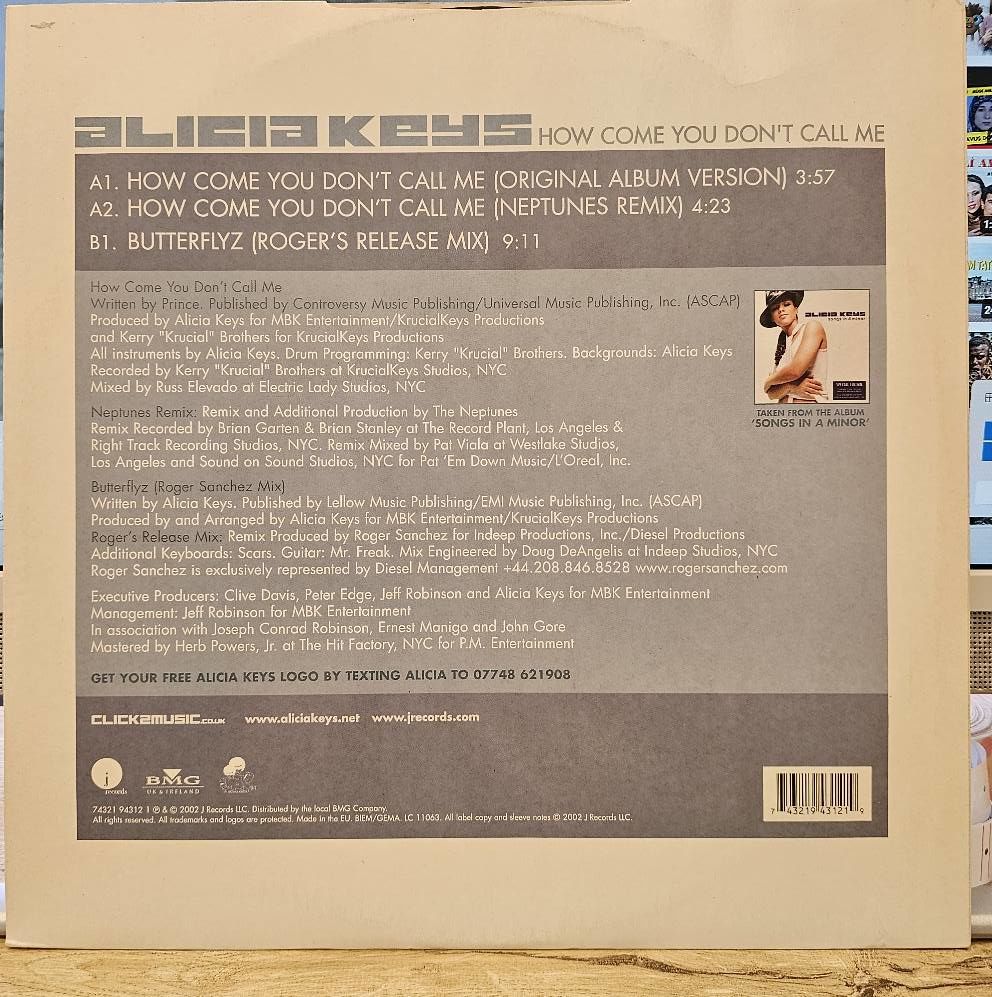 ALICIA KEYS HOW COME YOU DON'T CALL ME
A1. HOW COME YOU DON'T CALL ME (ORIGINAL ALBUM VERSION) 3:57
A2. HOW COME YOU DON'T CALL ME (NEPTUNES REMIX) 4:23
B1. BUTTERFLYZ (ROGER'S RELEASE MIX) 9:11
How Come You Don't Call Me
Written by Prince. Published by Controversy Music Publishing/Universal Music Publishing, Inc. (ASCAP)
Produced by Alicia Keys for MBK Entertainment/KrucialKeys Productions
and Kerry "Krucial" Brothers for KrucialKeys Productions
All instruments by Alicia Keys. Drum Programming: Kerry "Krucial" Brothers. Backgrounds: Alicia Keys
Recorded by Kerry "Krucial" Brothers at KrucialKeys Studios, NYC
Mixed by Russ Elevado at Electric Lady Studios, NYC
ALICIA KEYS
songs in A minor
TAKEN FROM THE ALBUM
'SONGS IN A MINOR'
Neptunes Remix: Remix and Additional Production by The Neptunes
Remix Recorded by Brian Garten & Brian Stanley at The Record Plant, Los Angeles &
Right Track Recording Studios, NYC. Remix Mixed by Pat Viala at Westlake Studios,
Los Angeles and Sound on Sound Studios, NYC for Pat 'Em Down Music/L'Oreal, Inc.
Butterflyz (Roger Sanchez Mix)
Written by Alicia Keys. Published by Lellow Music Publishing/EMI Music Publishing, Inc. (ASCAP)
Produced by and Arranged by Alicia Keys for MBK Entertainment/KrucialKeys Productions
Roger's Release Mix: Remix Produced by Roger Sanchez for Indeep Productions, Inc./Diesel Productions
Additional Keyboards: Scars. Guitar: Mr. Freak. Mix Engineered by Doug DeAngelis at Indeep Studios, NYC
Roger Sanchez is exclusively represented by Diesel Management +44.208.846.8528 www.rogersanchez.com
Executive Producers: Clive Davis, Peter Edge, Jeff Robinson and Alicia Keys for MBK Entertainment
Management: Jeff Robinson for MBK Entertainment
In association with Joseph Conrad Robinson, Ernest Manigo and John Gore
Mastered by Herb Powers, Jr. at The Hit Factory, NYC for P.M. Entertainment
GET YOUR FREE ALICIA KEYS LOGO BY TEXTING ALICIA TO 07748 621908
CLICK2MUSIC.CO.UK www.aliciakeys.net www.jrecords.com
j records
BMG
UK & IRELAND
74321 94312 1 ℗ & © 2002 J Records LLC. Distributed by the local BMG Company.
All rights reserved. All trademarks and logos are protected. Made in the EU. BIEM/GEMA. LC 11063. All label copy and sleeve notes © 2002 J Records LLC.
7 43219 43121 9